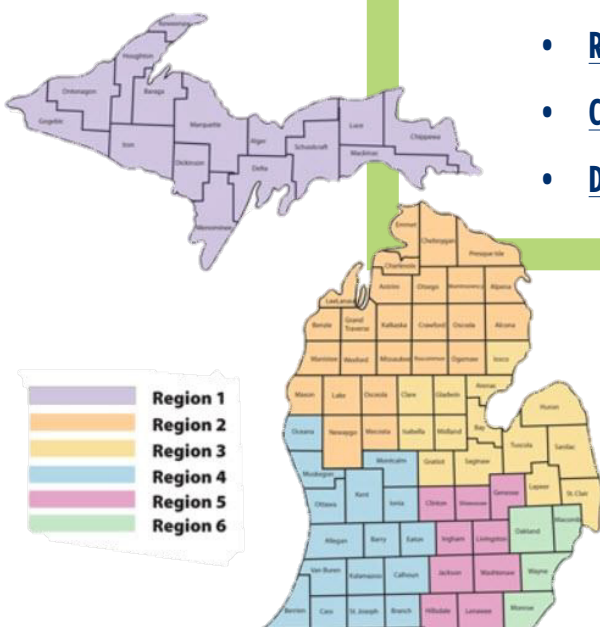 • R
• C
• D
Keweenaw
Houghton
Ontonagon
Baraga
Gogebic
Marquette
Iron
Dickinson
Alger
Luce
Chippewa
Schoolcraft
Mackinac
Delta
Menominee
Emmet
Cheboygan
Presque Isle
Charlevoix
Antrim
Otsego
Montmorency
Alpena
Leelanau
Benzie
Grand
Traverse
Kalkaska
Crawford
Oscoda
Alcona
Manistee
Wexford
Missaukee
Roscommon
Ogemaw
Iosco
Mason
Lake
Osceola
Clare
Gladwin
Arenac
Huron
Oceana
Newaygo
Mecosta
Isabella
Midland
Bay
Tuscola
Sanilac
Muskegon
Montcalm
Gratiot
Saginaw
Lapeer
St. Clair
Ottawa
Kent
Ionia
Clinton
Shiawassee
Genesee
Oakland
Macomb
Allegan
Barry
Eaton
Ingham
Livingston
Van Buren
Kalamazoo
Calhoun
Jackson
Washtenaw
Wayne
Berrien
Cass
St. Joseph
Branch
Hillsdale
Lenawee
Monroe
Region 1
Region 2
Region 3
Region 4
Region 5
Region 6